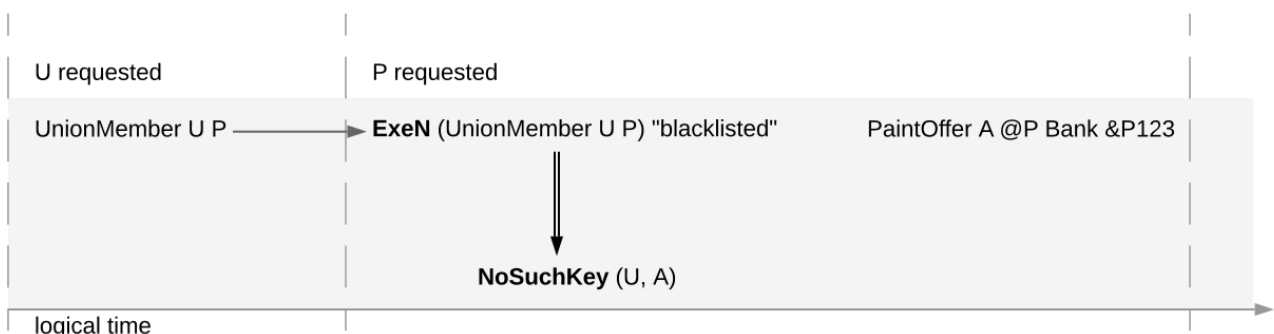 U requested
P requested
UnionMember U P
ExeN (UnionMember U P) "blacklisted"
PaintOffer A @P Bank &P123
NoSuchKey (U, A)
logical time